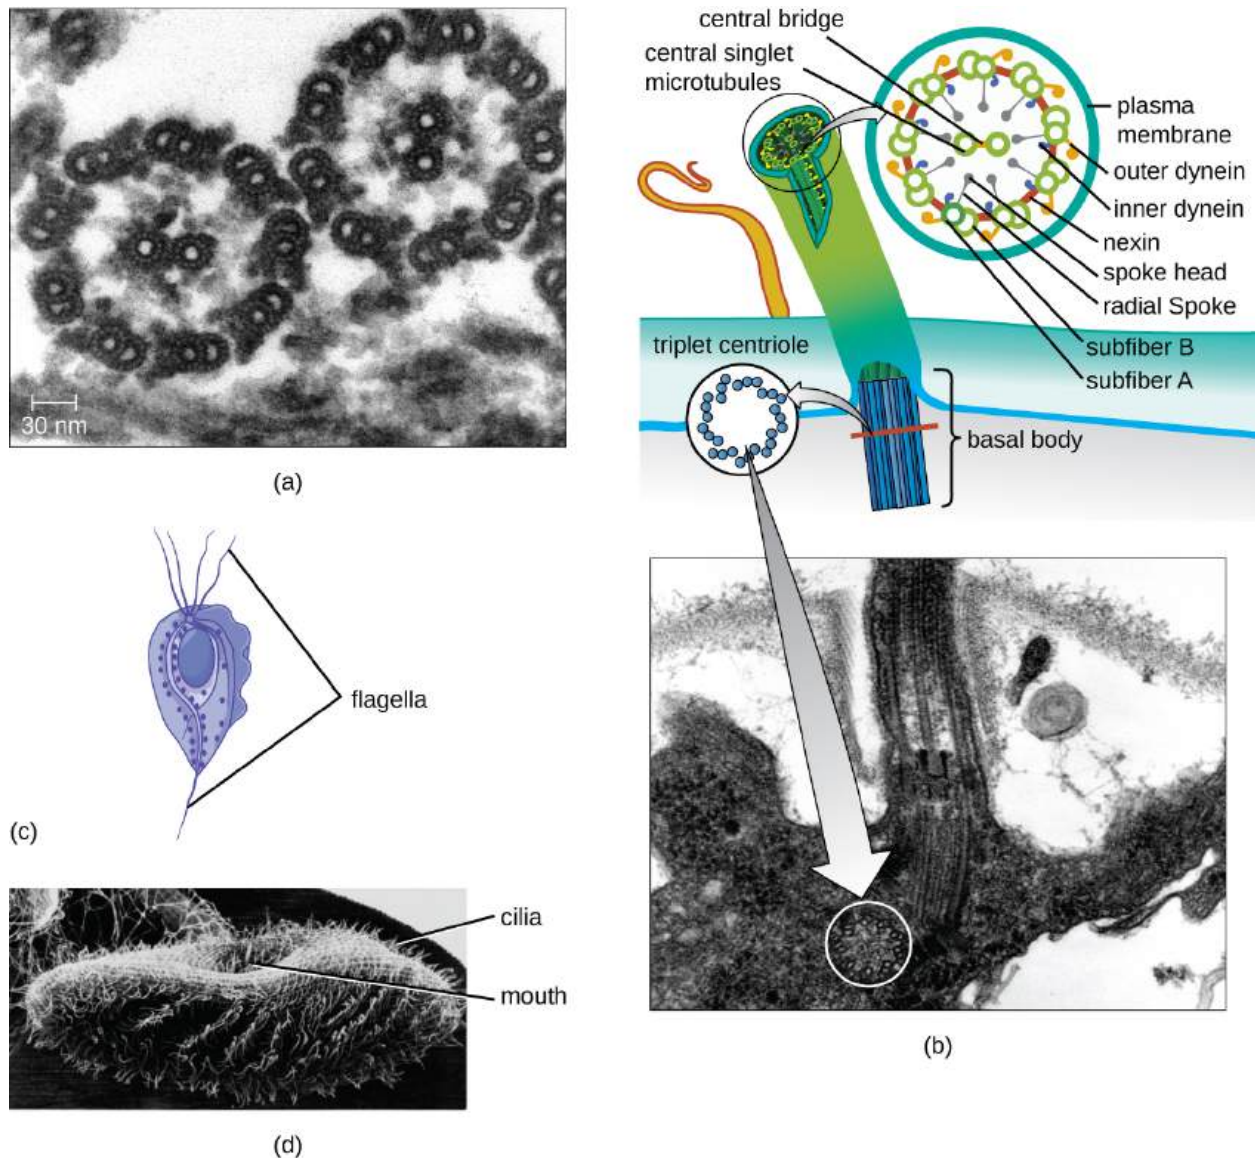 30 nm
(a)
central bridge
central singlet
microtubules
plasma
membrane
outer dynein
inner dynein
nexin
spoke head
radial Spoke
subfiber B
subfiber A
triplet centriole
basal body
(b)
flagella
(c)
cilia
mouth
(d)